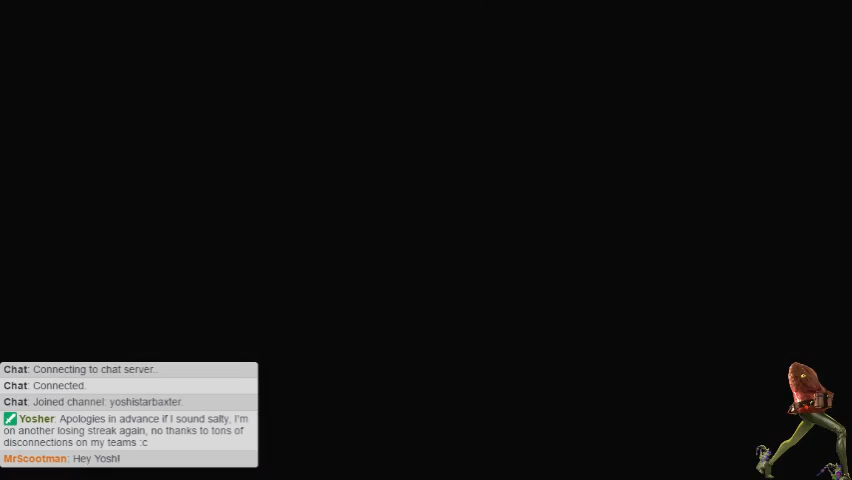 Chat: Connecting to chat server..
Chat: Connected.
Chat: Joined channel: yoshistarbaxter.
Yosher: Apologies in advance if I sound salty, I'm
on another losing streak again, no thanks to tons of
disconnections on my teams :c
MrScootman: Hey Yosh!